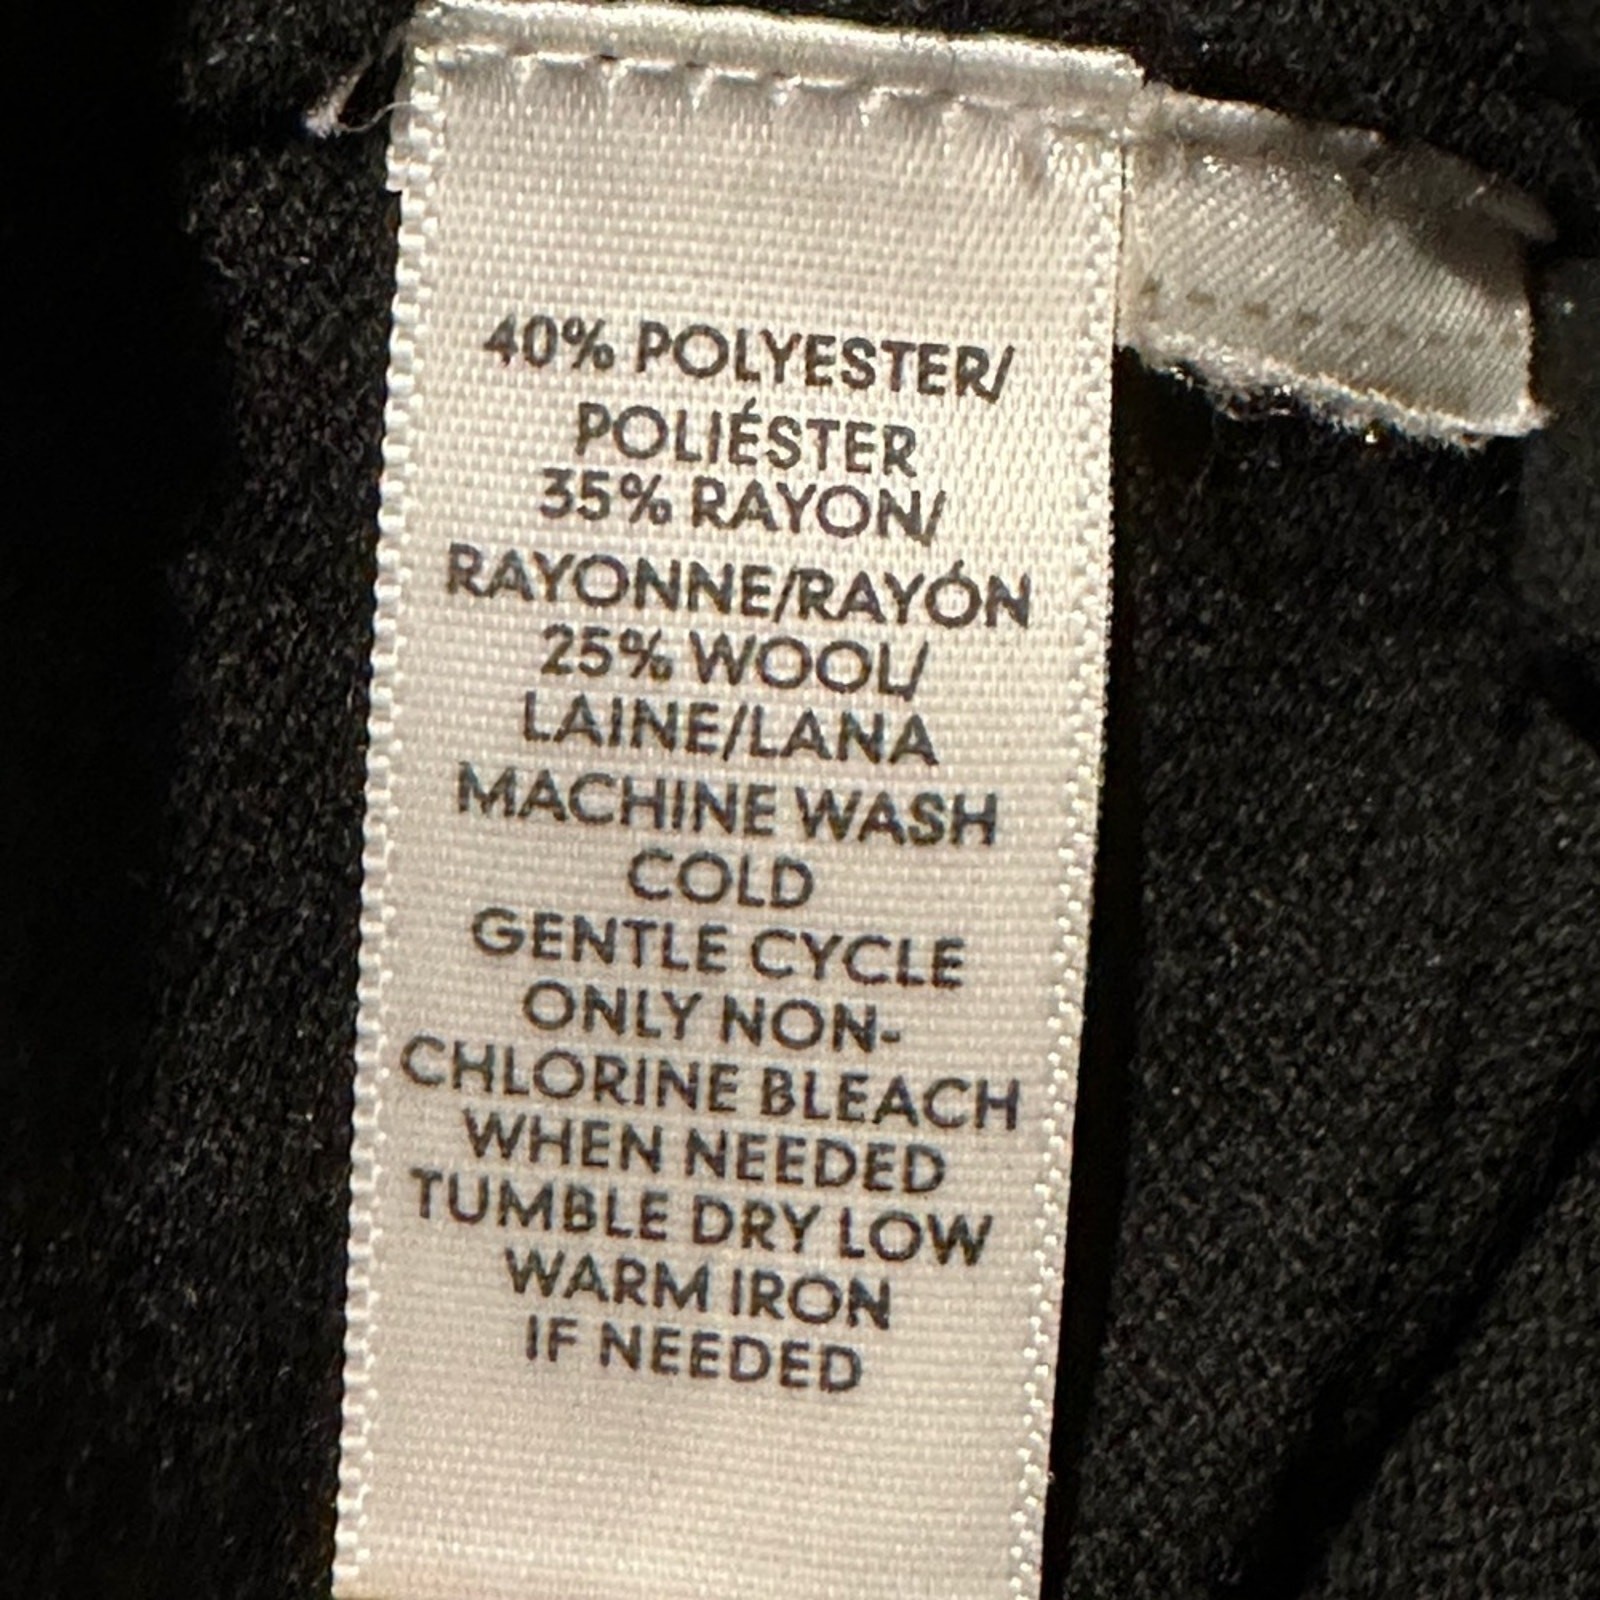 40% POLYESTER/
POLIÉSTER
35% RAYON/
RAYONNE/RAYÓN
25% WOOL/
LAINE/LANA
MACHINE WASH
COLD
GENTLE CYCLE
ONLY NON-
CHLORINE BLEACH
WHEN NEEDED
TUMBLE DRY LOW
WARM IRON
IF NEEDED